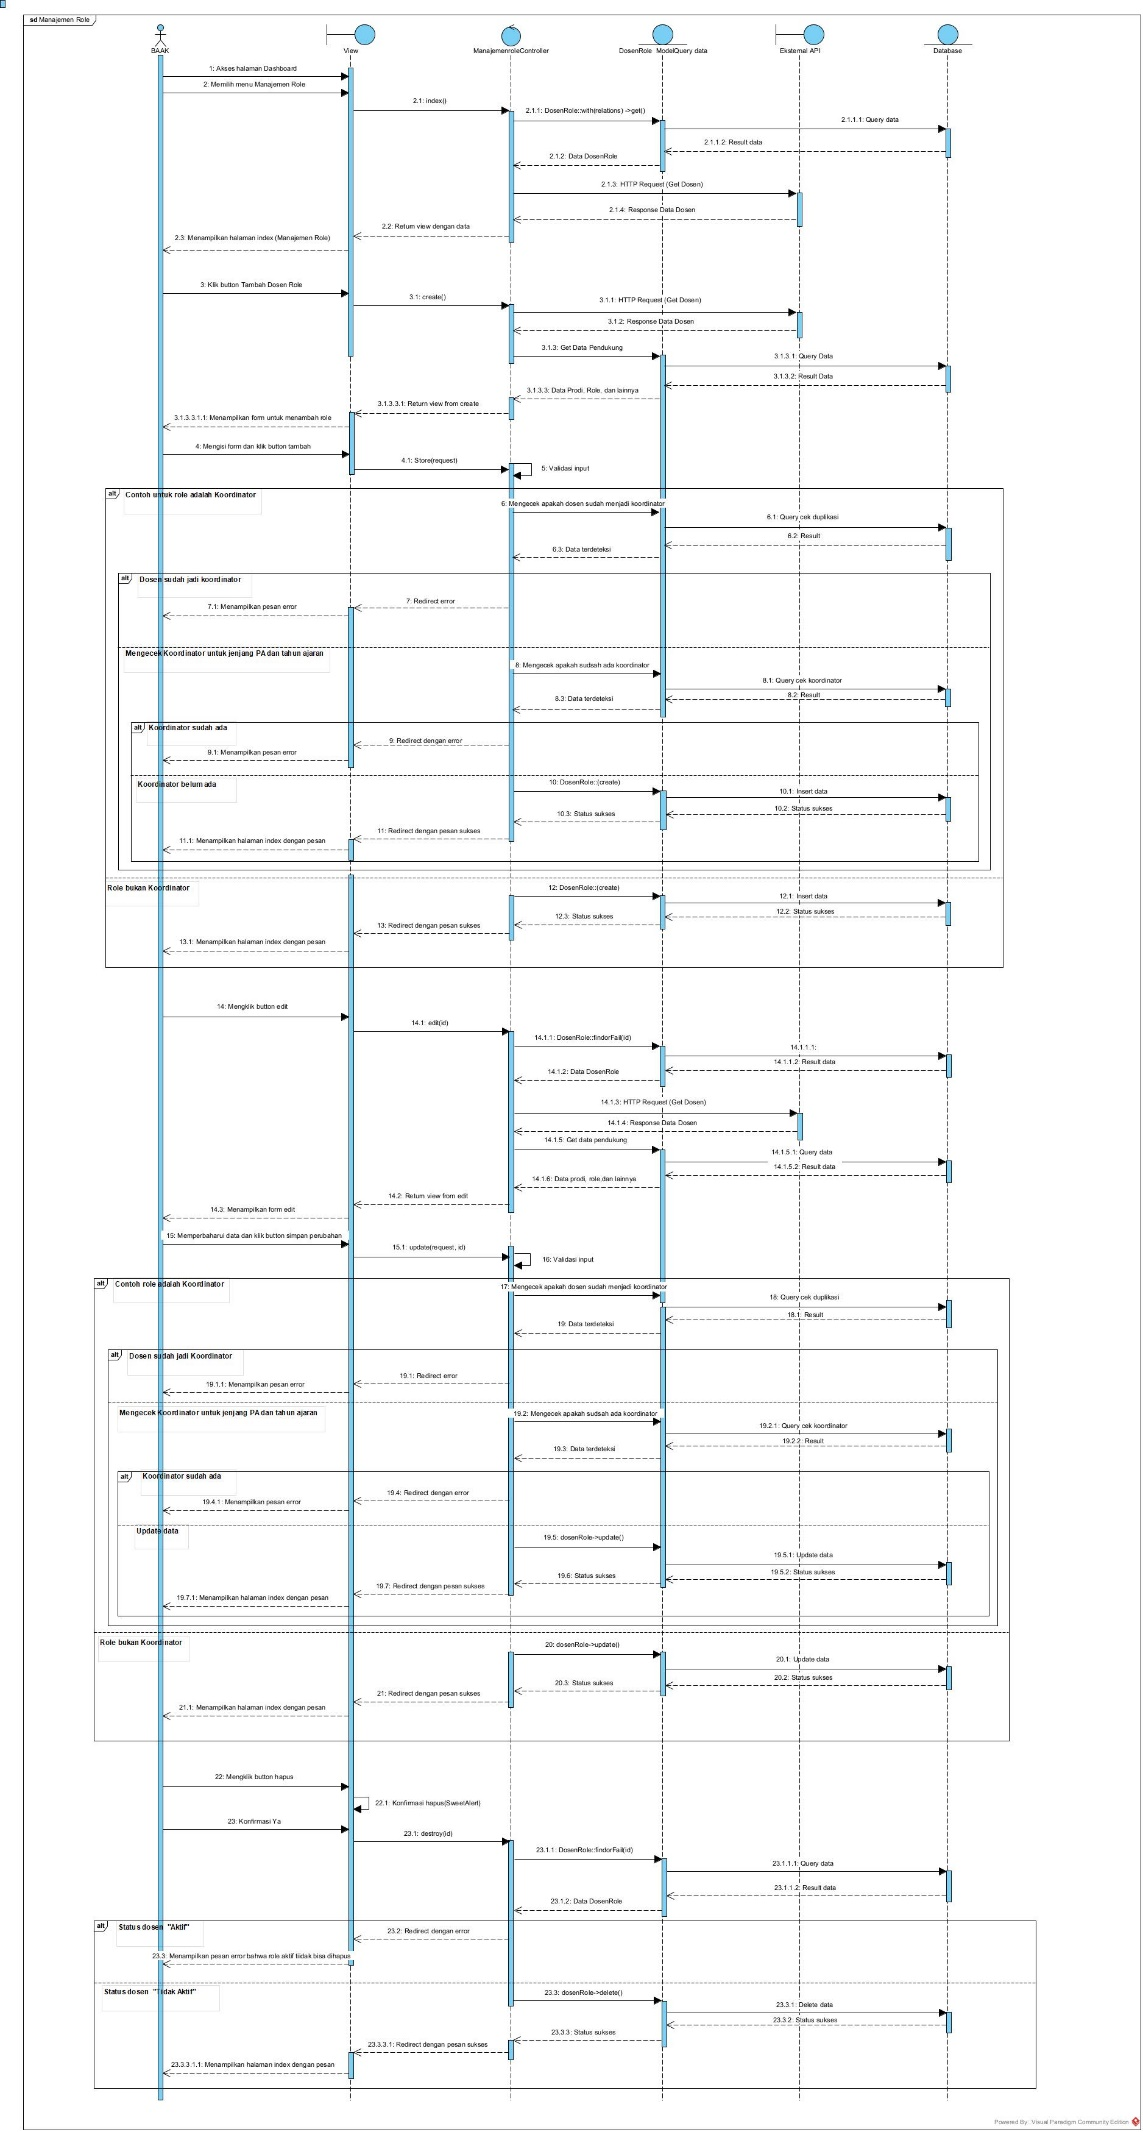 sd Manajemen Role
BAAK
View
ManajemenroleController
DosenRole ModelQuery data
Eksternal API
Database
1: Akses halaman Dashboard
2: Memilih menu Manajemen Role
2.1: index()
2.1.1: DosenRole::with(relations) ->get()
2.1.1.1: Query data
2.1.1.2: Result data
2.1.2: Data DosenRole
2.1.3: HTTP Request (Get Dosen)
2.1.4: Response Data Dosen
2.2: Return view dengan data
2.3: Menampilkan halaman index (Manajemen Role)
3: Klik button Tambah Dosen Role
3.1: create()
3.1.1: HTTP Request (Get Dosen)
3.1.2: Response Data Dosen
3.1.3: Get Data Pendukung
3.1.3.1: Query Data
3.1.3.2: Result Data
3.1.3.3: Data Prodi, Role, dan lainnya
3.1.3.3.1: Return view from create
3.1.3.3.1.1: Menampilkan form untuk menambah role
4: Mengisi form dan klik button tambah
4.1: Store(request)
5: Validasi input
alt
Contoh untuk role adalah Koordinator
6: Mengecek apakah dosen sudah menjadi koordinator
6.1: Query cek duplikasi
6.2: Result
6.3: Data terdeteksi
alt
Dosen sudah jadi koordinator
7: Redirect error
7.1: Menampilkan pesan error
Mengecek Koordinator untuk jenjang PA dan tahun ajaran
8: Mengecek apakah sudsah ada koordinator
8.1: Query cek koordinator
8.2: Result
8.3: Data terdeteksi
alt
Koordinator sudah ada
9: Redirect dengan error
9.1: Menampilkan pesan error
Koordinator belum ada
10: DosenRole::(create)
10.1: Insert data
10.2: Status sukses
10.3: Status sukses
11: Redirect dengan pesan sukses
11.1: Menampilkan halaman index dengan pesan
Role bukan Koordinator
12: DosenRole::(create)
12.1: Insert data
12.2: Status sukses
12.3: Status sukses
13: Redirect dengan pesan sukses
13.1: Menampilkan halaman index dengan pesan
14: Mengklik button edit
14.1: edit(id)
14.1.1: DosenRole::findorFail(id)
14.1.1.1:
14.1.1.2: Result data
14.1.2: Data DosenRole
14.1.3: HTTP Request (Get Dosen)
14.1.4: Response Data Dosen
14.1.5: Get data pendukung
14.1.5.1: Query data
14.1.5.2: Result data
14.1.6: Data prodi, role,dan lainnya
14.2: Return view from edit
14.3: Menampilkan form edit
15: Memperbaharui data dan klik button simpan perubahan
15.1: update(request, id)
16: Validasi input
alt
Contoh role adalah Koordinator
17: Mengecek apakah dosen sudah menjadi koordinator
18: Query cek duplikasi
18.1: Result
19: Data terdeteksi
alt
Dosen sudah jadi Koordinator
19.1: Redirect error
19.1.1: Menampilkan pesan error
Mengecek Koordinator untuk jenjang PA dan tahun ajaran
19.2: Mengecek apakah sudsah ada koordinator
19.2.1: Query cek koordinator
19.2.2: Result
19.3: Data terdeteksi
alt
Koordinator sudah ada
19.4: Redirect dengan error
19.4.1: Menampilkan pesan error
Update data
19.5: dosenRole->update()
19.5.1: Update data
19.5.2: Status sukses
19.6: Status sukses
19.7: Redirect dengan pesan sukses
19.7.1: Menampilkan halaman index dengan pesan
Role bukan Koordinator
20: dosenRole->update()
20.1: Update data
20.2: Status sukses
20.3: Status sukses
21: Redirect dengan pesan sukses
21.1: Menampilkan halaman index dengan pesan
22: Mengklik button hapus
22.1: Konfirmasi hapus(SweetAlert)
23: Konfirmasi Ya
23.1: destroy(id)
23.1.1: DosenRole::findorFail(id)
23.1.1.1: Query data
23.1.1.2: Result data
23.1.2: Data DosenRole
alt
Status dosen "Aktif"
23.2: Redirect dengan error
23.3: Menampilkan pesan error bahwa role aktif tiidak bisa dihapus
Status dosen "Tidak Aktif"
23.3: dosenRole->delete()
23.3.1: Delete data
23.3.2: Status sukses
23.3.3: Status sukses
23.3.3.1: Redirect dengan pesan sukses
23.3.3.1.1: Menampilkan halaman index dengan pesan
Powered By: Visual Paradigm Community Edition